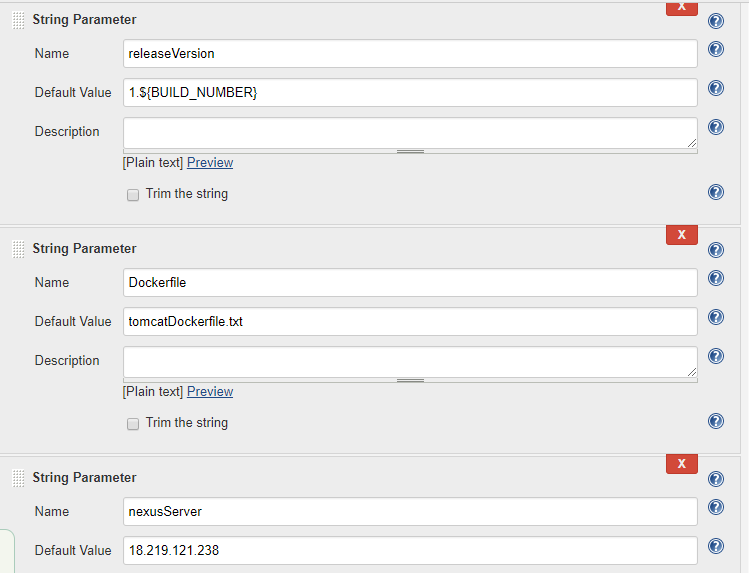 X
String Parameter
Name releaseVersion
Default Value 1.${BUILD_NUMBER}
Description
[Plain text] Preview
Trim the string
X
String Parameter
Name Dockerfile
Default Value tomcatDockerfile.txt
Description
[Plain text] Preview
Trim the string
X
String Parameter
Name nexusServer
Default Value 18.219.121.238